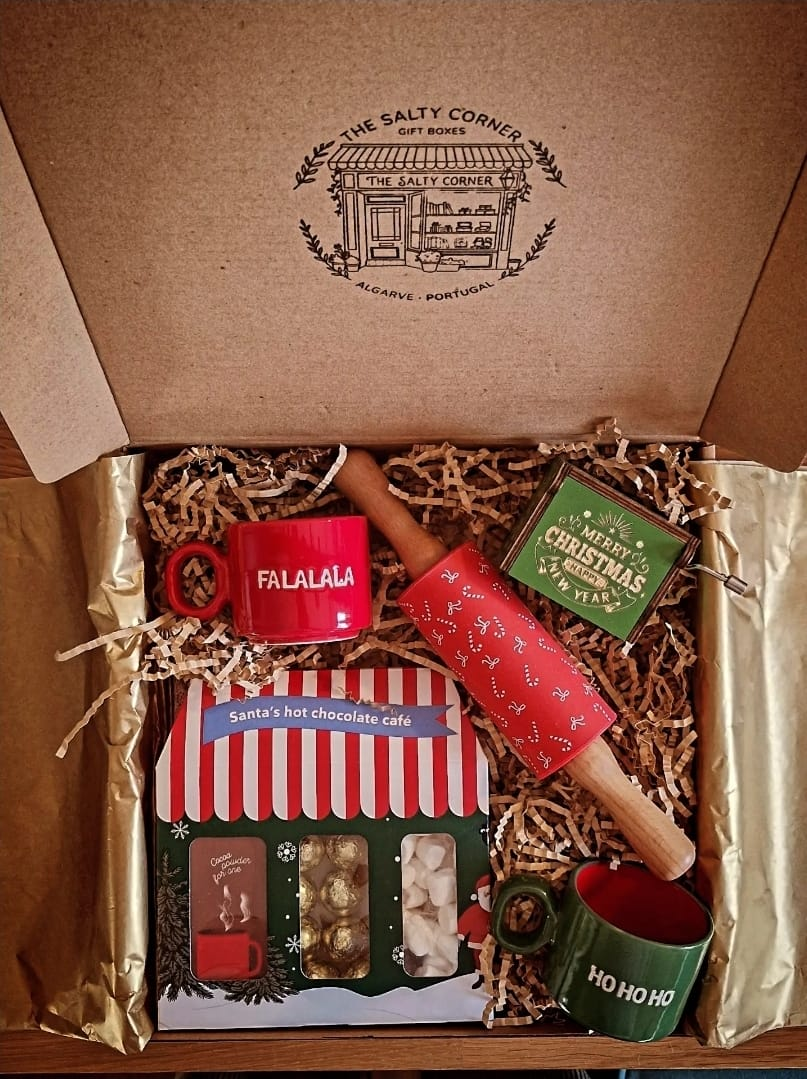 THE SALTY CORNER
GIFT BOXES
THE SALTY CORNER
ALGARVE · PORTUGAL
FALALALA
MERRY
CHRISTMAS
HAPPY
NEW YEAR
Santa's hot chocolate café
Cocoa
powder
for one
HO HO HO